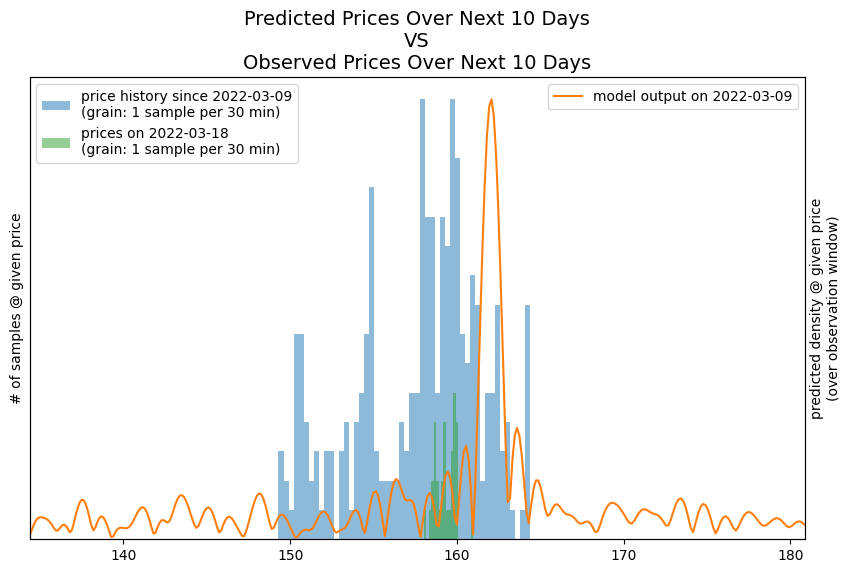 Predicted Prices Over Next 10 Days
VS
Observed Prices Over Next 10 Days
price history since 2022-03-09
(grain: 1 sample per 30 min)
prices on 2022-03-18
(grain: 1 sample per 30 min)
model output on 2022-03-09
# of samples @ given price
predicted density @ given price
(over observation window)
140
150
160
170
180